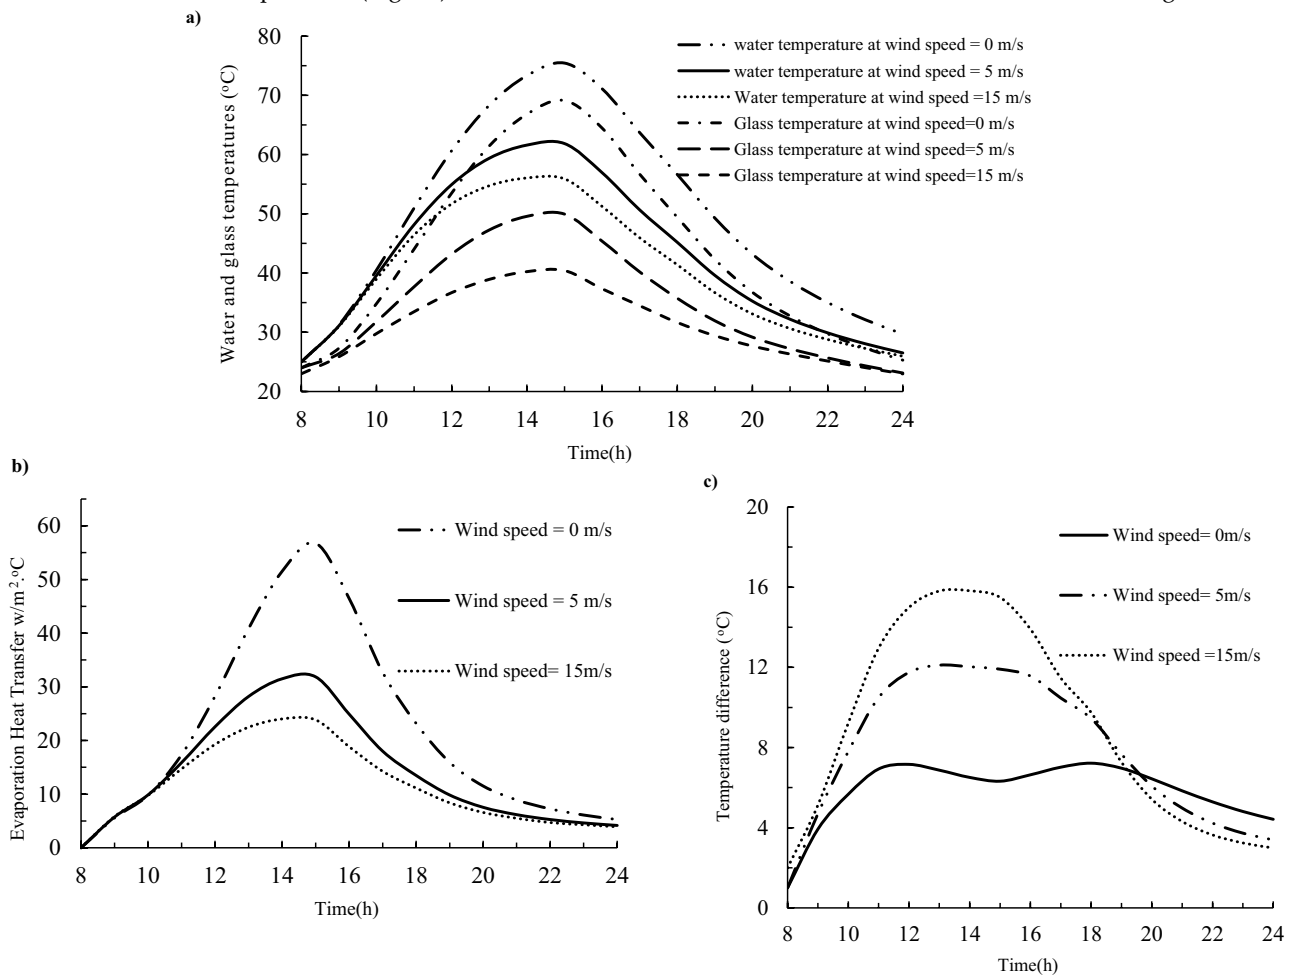 a)
80
70
60
50
40
30
20
Water and glass temperatures (°C)
8 10 12 14 16 18 20 22 24
Time(h)
water temperature at wind speed = 0 m/s
water temperature at wind speed = 5 m/s
Water temperature at wind speed =15 m/s
Glass temperature at wind speed=0 m/s
Glass temperature at wind speed=5 m/s
Glass temperature at wind speed=15 m/s
b)
60
50
40
30
20
10
0
Evaporation Heat Transfer w/m².°C
8 10 12 14 16 18 20 22 24
Time(h)
Wind speed = 0 m/s
Wind speed = 5 m/s
Wind speed= 15m/s
c)
20
16
12
8
4
0
Temperature difference (°C)
8 10 12 14 16 18 20 22 24
Time(h)
Wind speed= 0m/s
Wind speed= 5m/s
Wind speed =15m/s